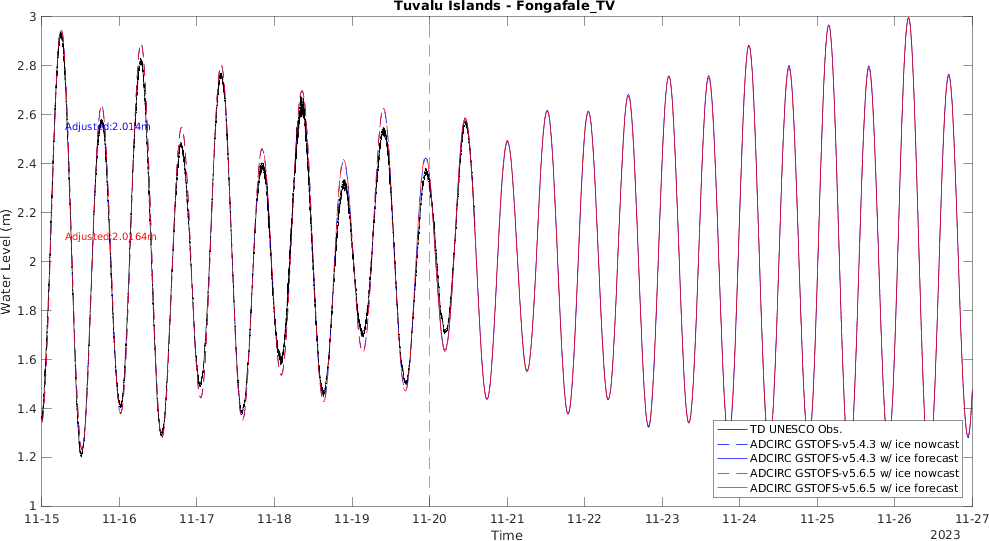 Tuvalu Islands - Fongafale_TV
Water Level (m)
3
2.8
2.6
2.4
2.2
2
1.8
1.6
1.4
1.2
1
Adjusted:2.014m
Adjusted:2.0164m
TD UNESCO Obs.
ADCIRC GSTOFS-v5.4.3 w/ ice nowcast
ADCIRC GSTOFS-v5.4.3 w/ ice forecast
ADCIRC GSTOFS-v5.6.5 w/ ice nowcast
ADCIRC GSTOFS-v5.6.5 w/ ice forecast
11-15 11-16 11-17 11-18 11-19 11-20 11-21 11-22 11-23 11-24 11-25 11-26 11-27
Time
2023